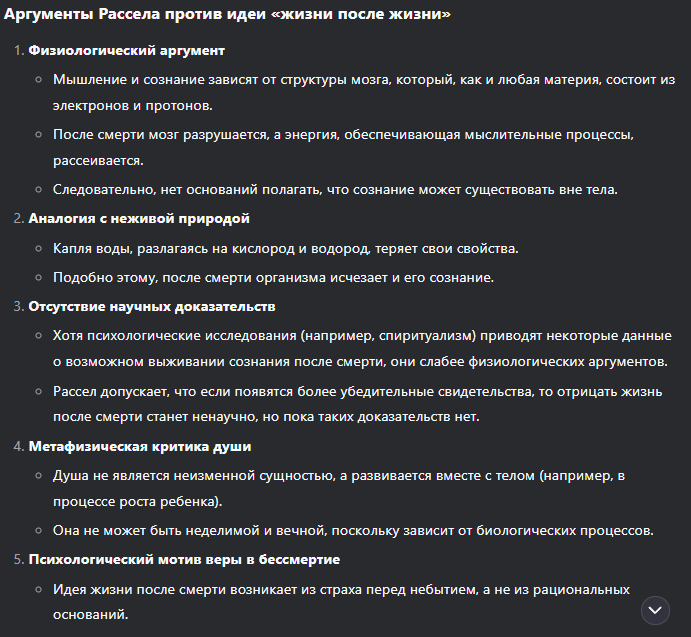 Аргументы Рассела против идеи «жизни после жизни»
1. Физиологический аргумент
Мышление и сознание зависят от структуры мозга, который, как и любая материя, состоит из
электронов и протонов.
После смерти мозг разрушается, а энергия, обеспечивающая мыслительные процессы,
рассеивается.
Следовательно, нет оснований полагать, что сознание может существовать вне тела.
2. Аналогия с неживой природой
Капля воды, разлагаясь на кислород и водород, теряет свои свойства.
Подобно этому, после смерти организма исчезает и его сознание.
3. Отсутствие научных доказательств
Хотя психологические исследования (например, спиритуализм) приводят некоторые данные
о возможном выживании сознания после смерти, они слабее физиологических аргументов.
Рассел допускает, что если появятся более убедительные свидетельства, то отрицать жизнь
после смерти станет ненаучно, но пока таких доказательств нет.
4. Метафизическая критика души
Душа не является неизменной сущностью, а развивается вместе с телом (например, в
процессе роста ребенка).
Она не может быть неделимой и вечной, поскольку зависит от биологических процессов.
5. Психологический мотив веры в бессмертие
Идея жизни после смерти возникает из страха перед небытием, а не из рациональных
оснований.